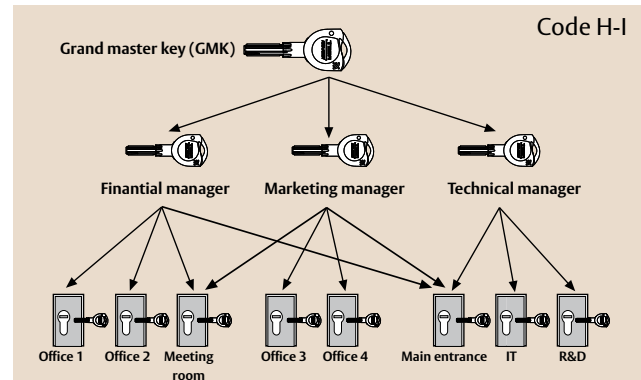 Code H-I
Grand master key (GMK)
Finantial manager
Marketing manager
Technical manager
Office 1
Office 2
Meeting
room
Office 3
Office 4
Main entrance
IT
R&D